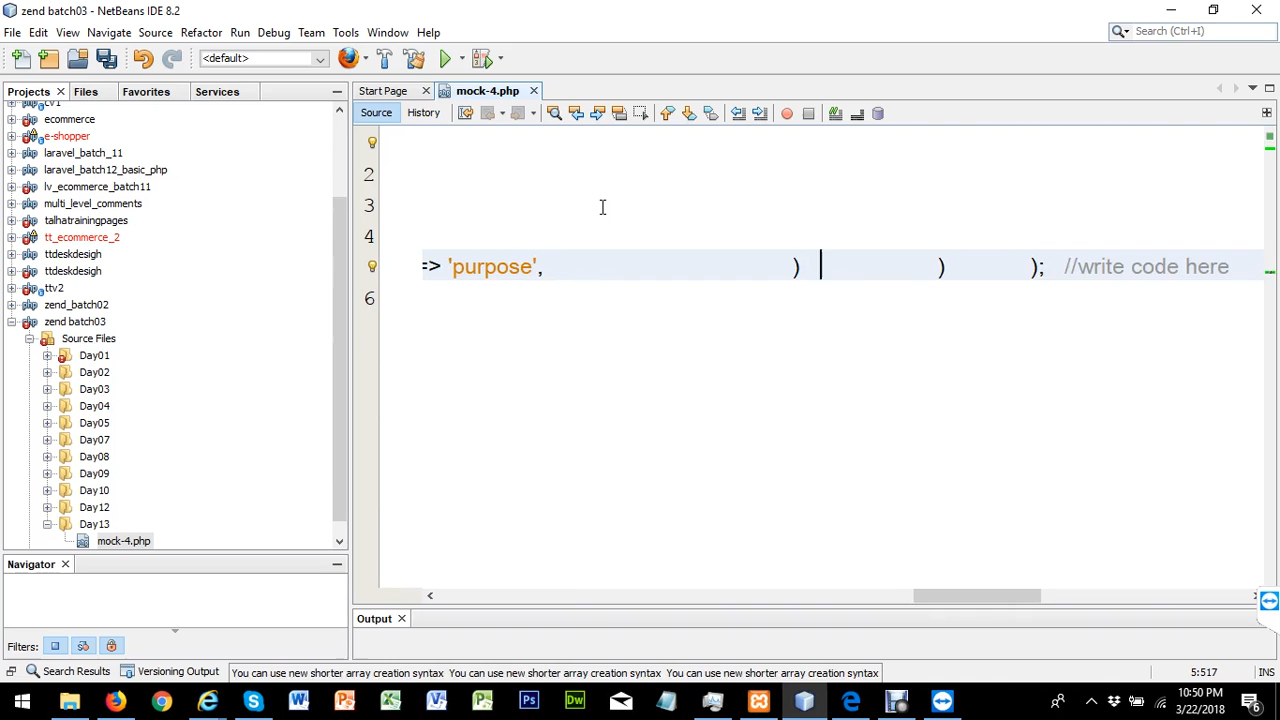 zend batch03 - NetBeans IDE 8.2
File Edit View Navigate Source Refactor Run Debug Team Tools Window Help
Search (Ctrl+I)
<default>
Projects Files Favorites Services
Start Page mock-4.php
Source History
cv1
ecommerce
e-shopper
laravel_batch_11
laravel_batch12_basic_php
lv_ecommerce_batch11
multi_level_comments
talhatrainingpages
tt_ecommerce_2
ttdeskdesigh
ttdeskdesigh
ttv2
zend_batch02
zend batch03
Source Files
Day01
Day02
Day03
Day04
Day05
Day07
Day08
Day09
Day10
Day12
Day13
mock-4.php
2
3
4
=> 'purpose', ) ) ); //write code here
6
Navigator
Filters:
Output
Search Results Versioning Output You can use new shorter array creation syntax You can use new shorter array creation syntax You can use new shorter array creation syntax 5:517 INS
10:50 PM
3/22/2018